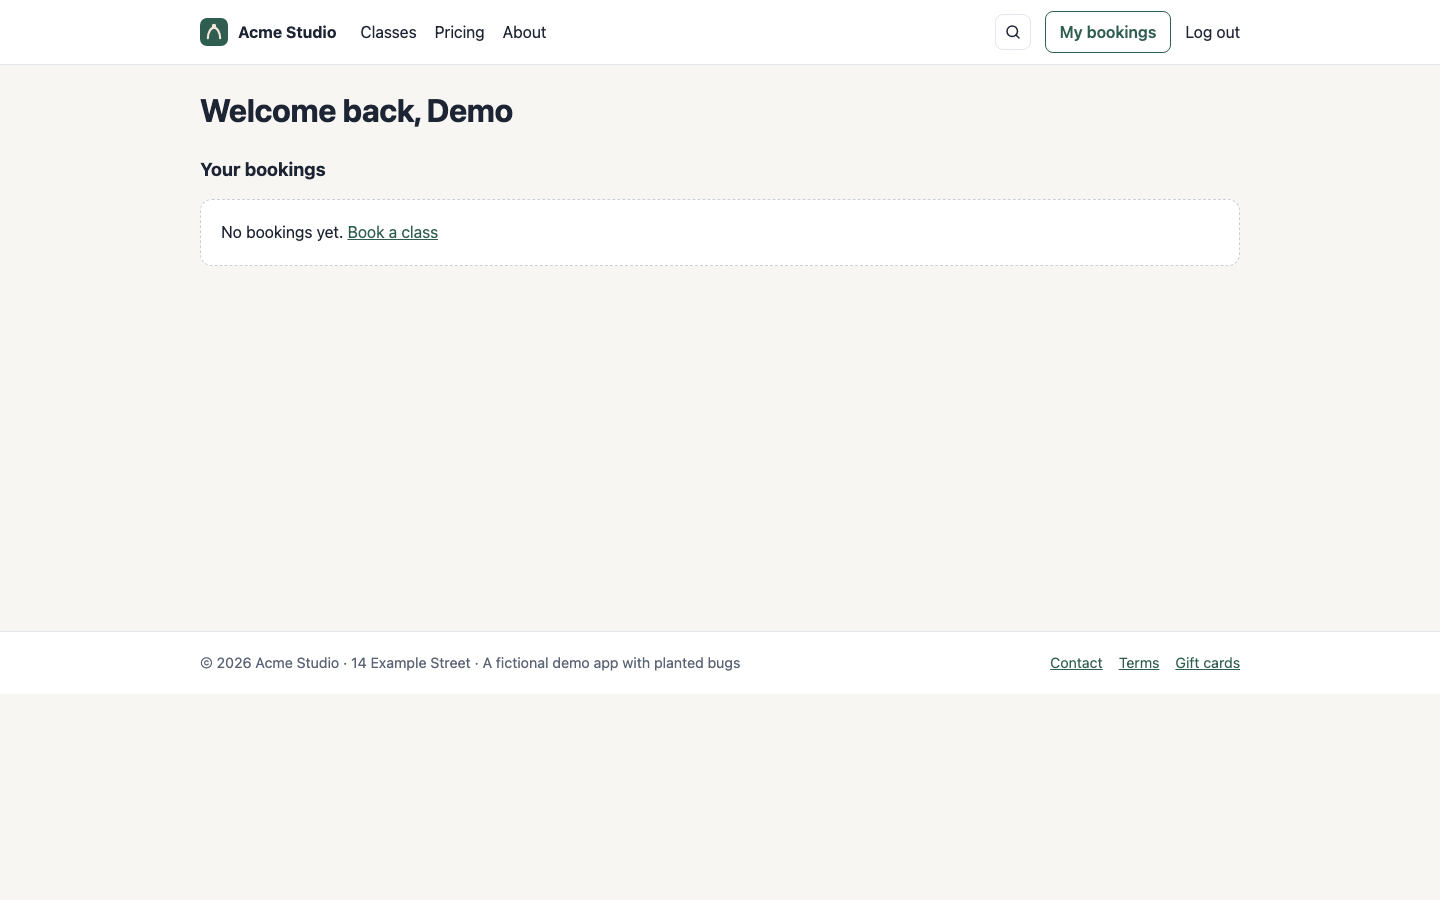 Acme Studio Classes Pricing About My bookings Log out
Welcome back, Demo
Your bookings
No bookings yet. Book a class
© 2026 Acme Studio · 14 Example Street · A fictional demo app with planted bugs Contact Terms Gift cards